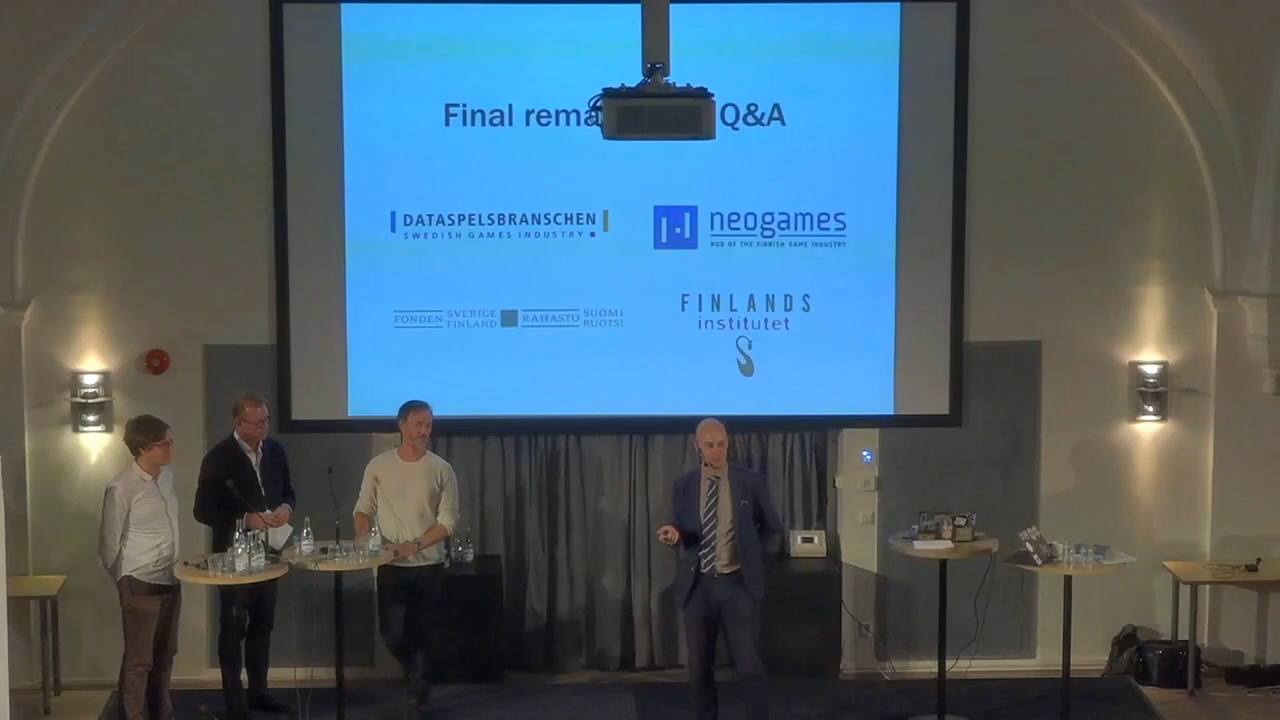 Final rema Q&A
DATASPELSBRANSCHEN
SWEDISH GAMES INDUSTRY
neogames
HUB OF THE FINNISH GAME INDUSTRY
FONDEN SVERIGE FINLAND RAHASTO SUOMI RUOTSI
FINLANDS
institutet